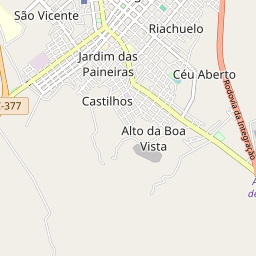 São Vicente
Riachuelo
Jardim das
Paineiras
Céu Aberto
-377
Castilhos
Alto da Boa
Vista
Rodovia da Integração